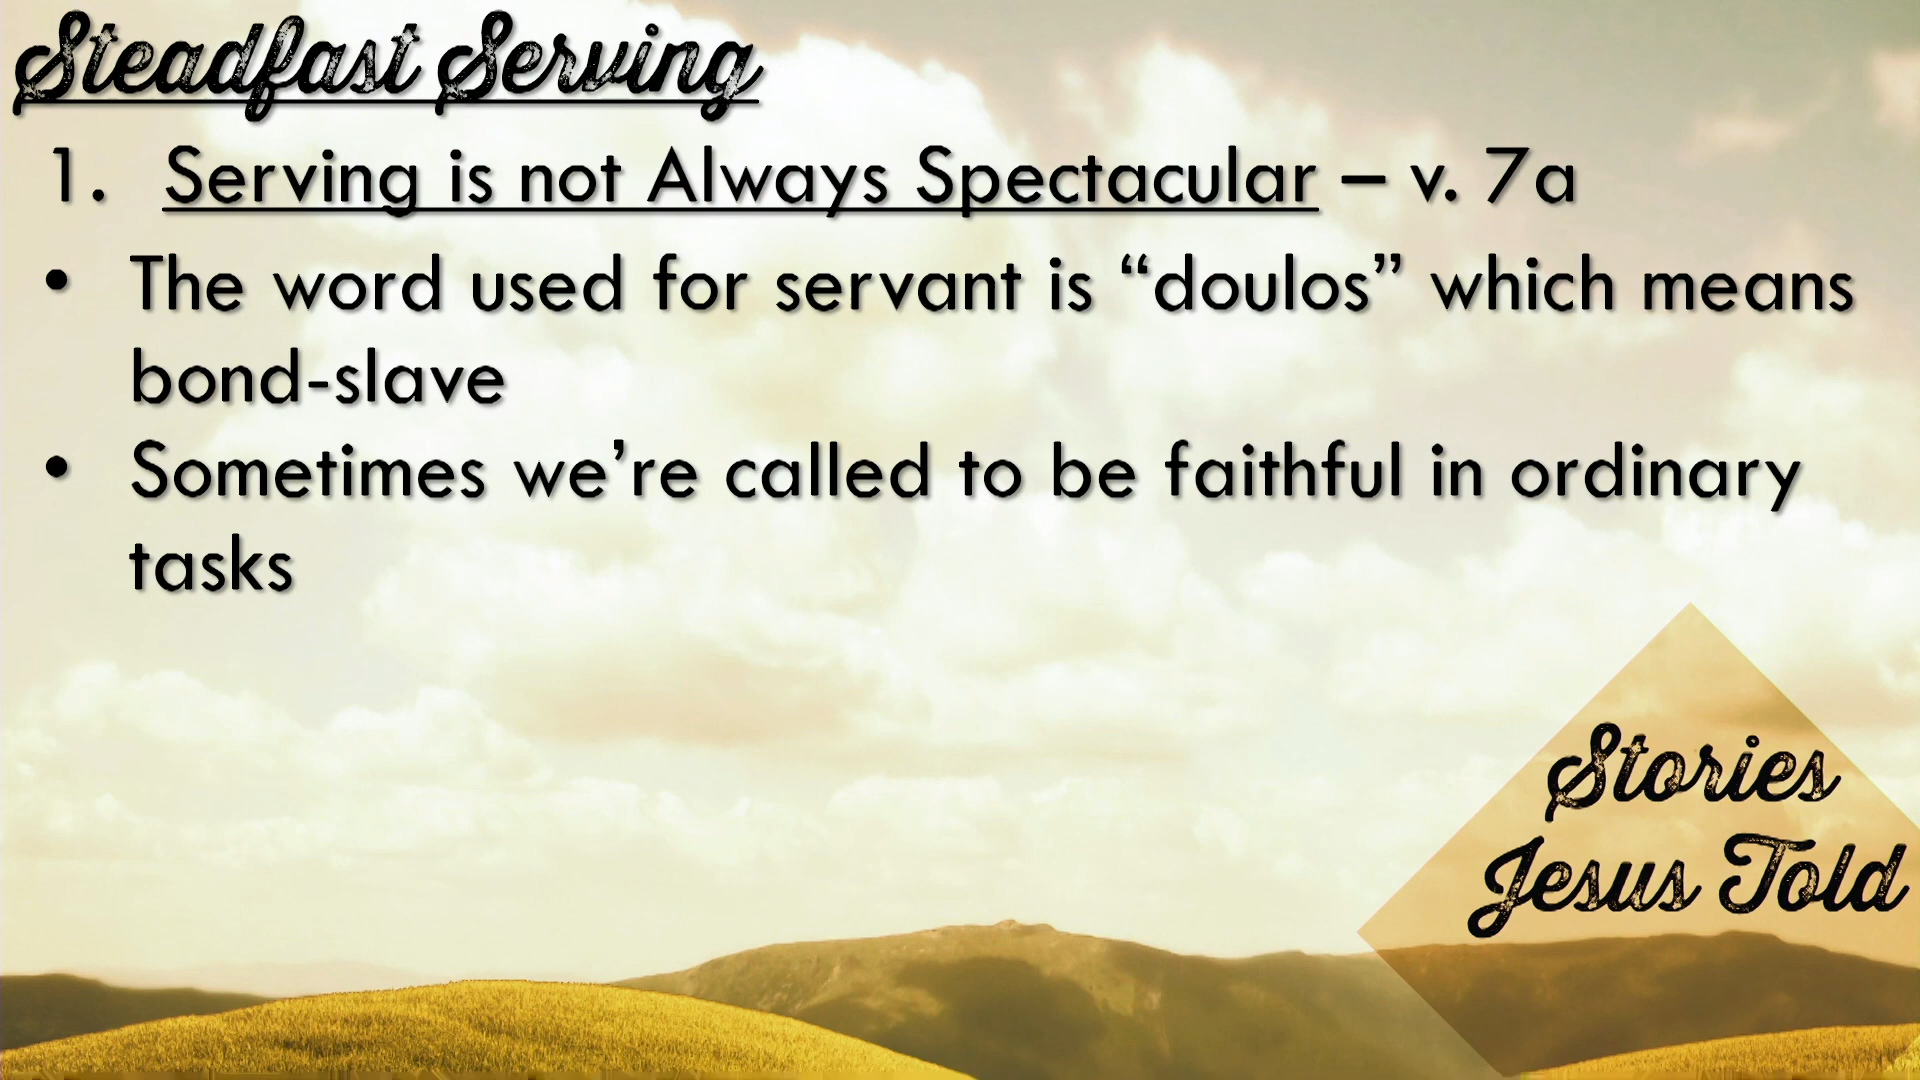 Steadfast Serving
1. Serving is not Always Spectacular – v. 7a
• The word used for servant is “doulos” which means
bond-slave
• Sometimes we’re called to be faithful in ordinary
tasks
Stories
Jesus Told